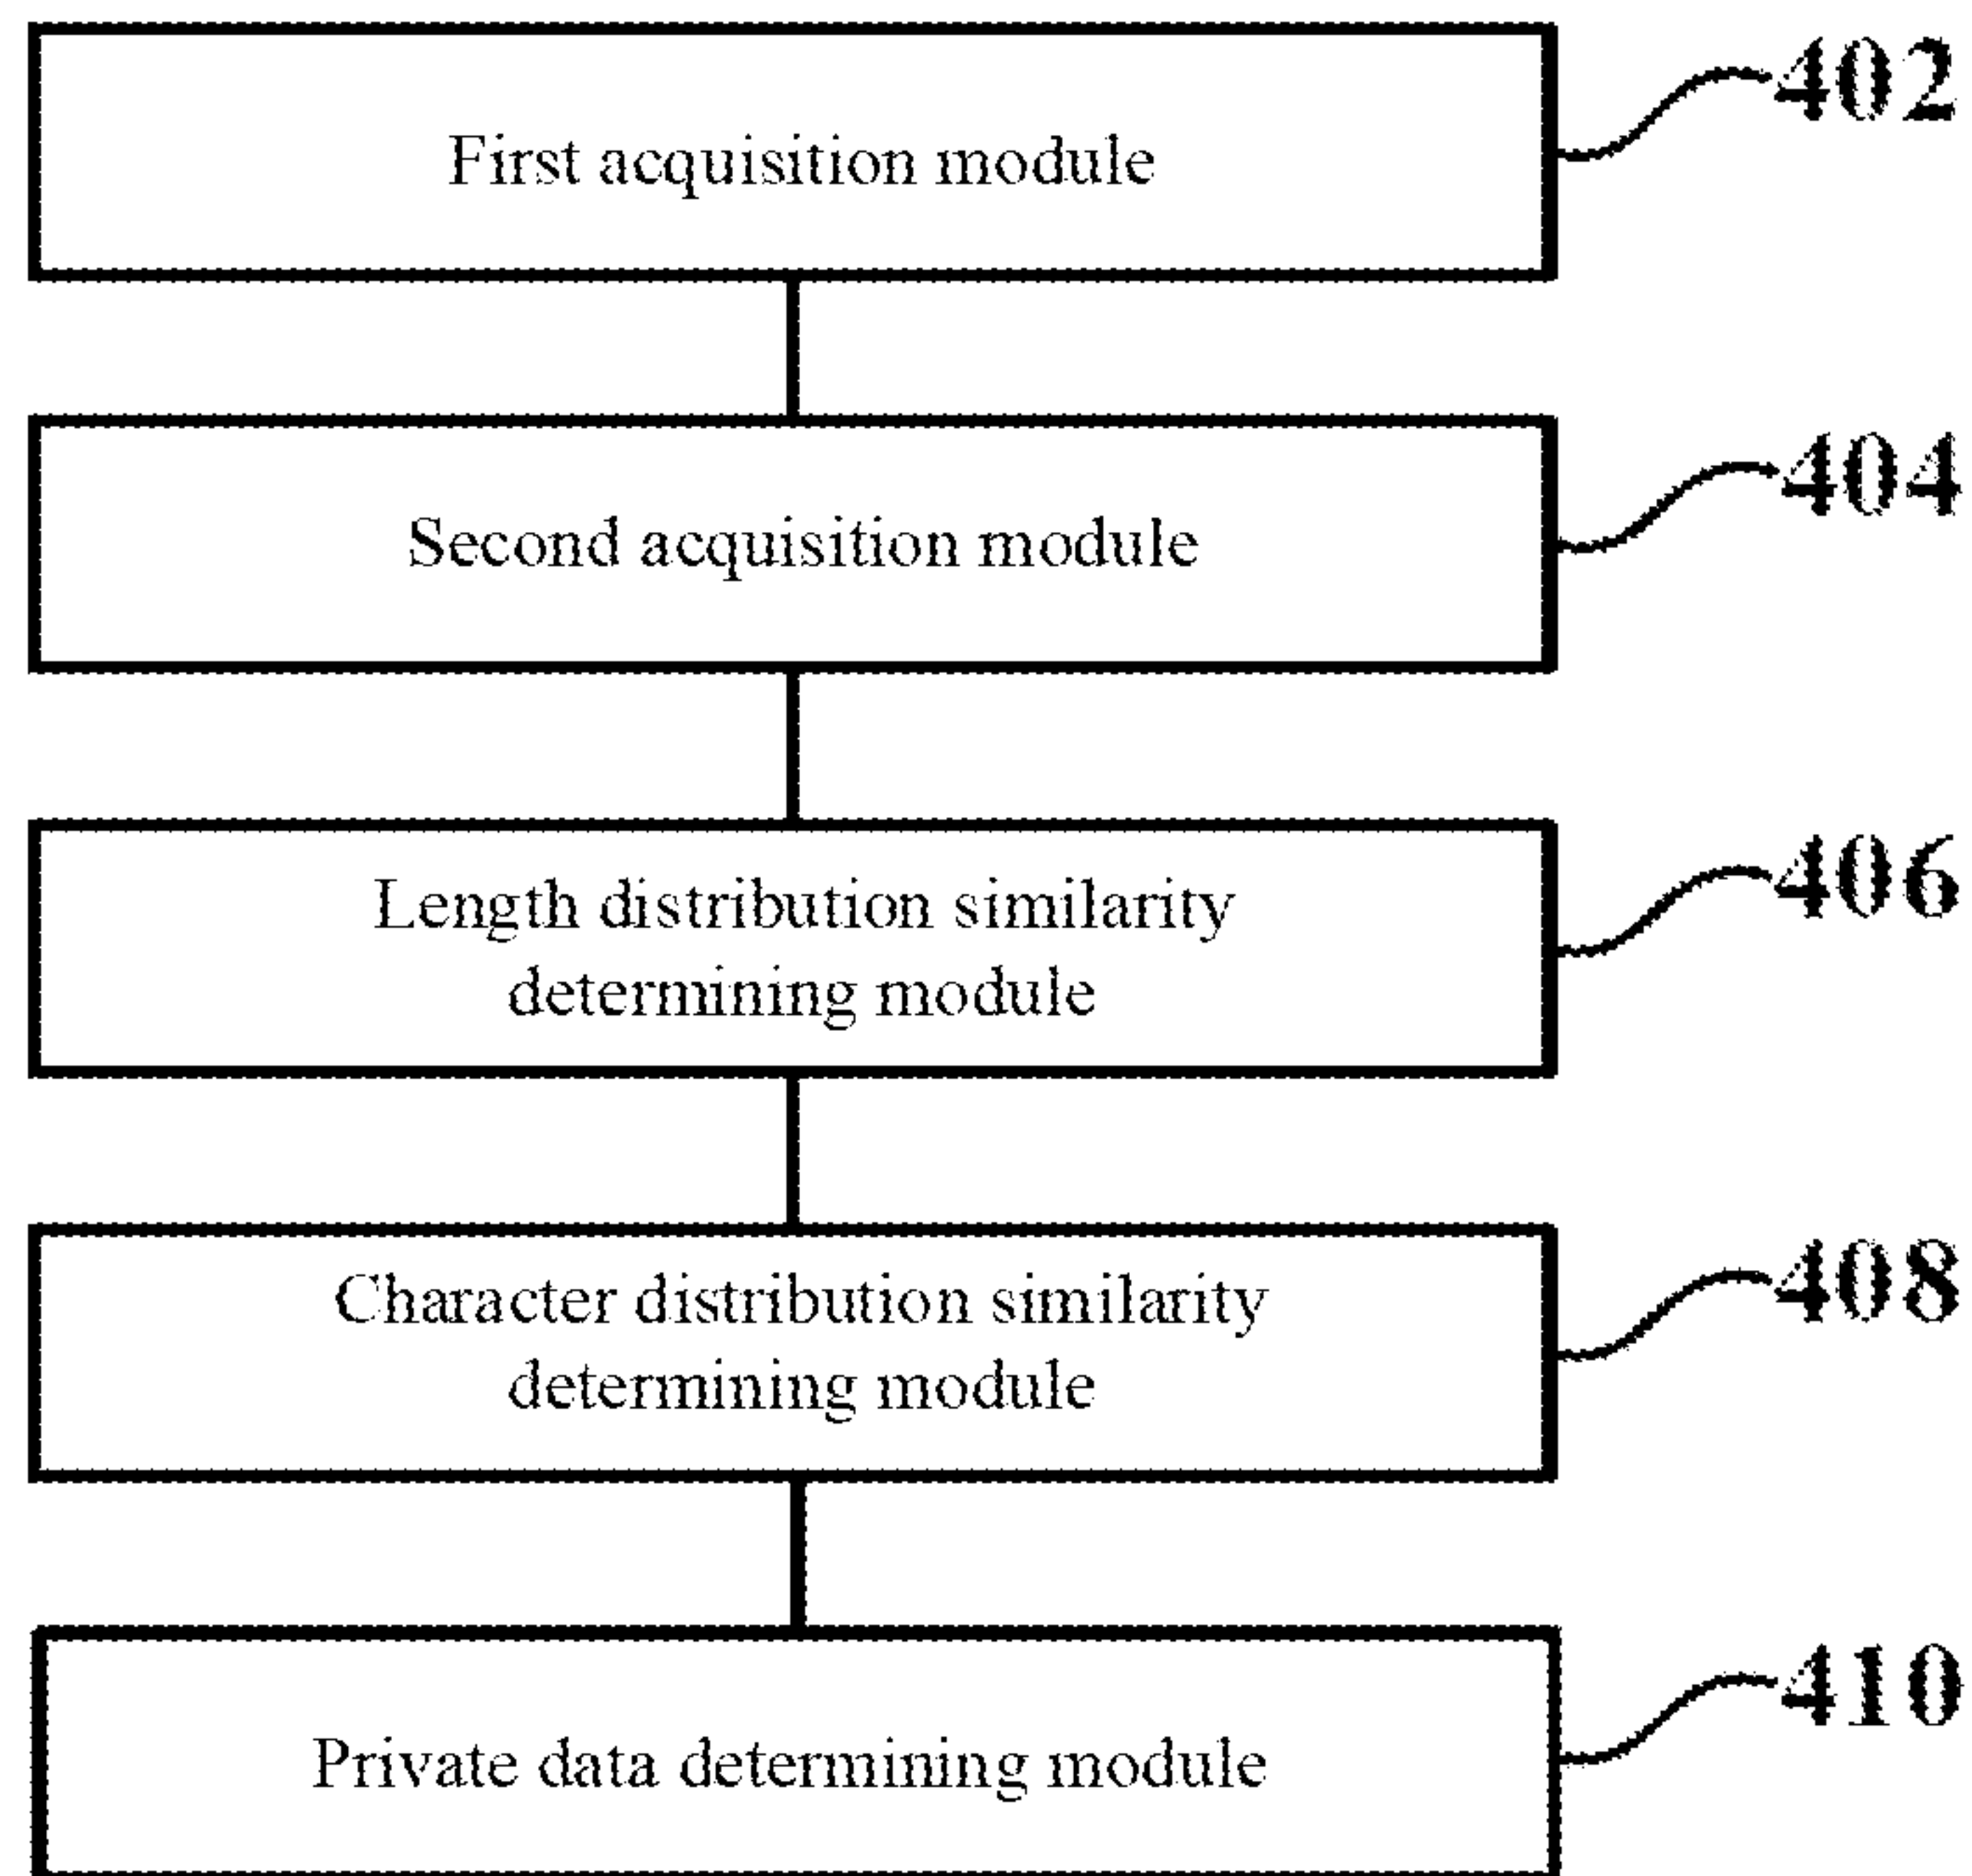 First acquisition module
402
Second acquisition module
404
Length distribution similarity
determining module
406
Character distribution similarity
determining module
408
Private data determining module
410